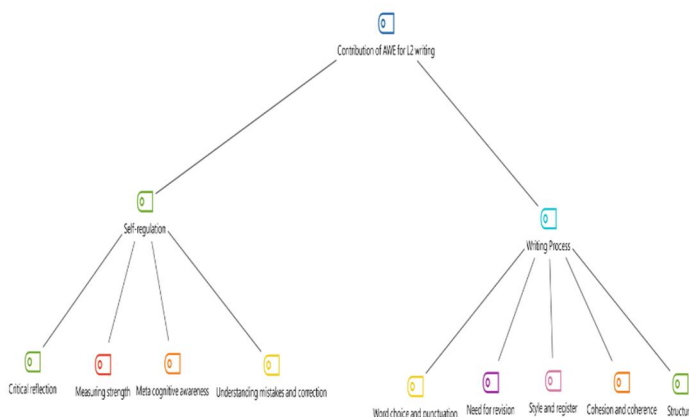 Contribution of AWE for L2 writing
Self-regulation
Writing Process
Critical reflection
Measuring strength
Meta cognitive awareness
Understanding mistakes and correction
Word choice and punctuation
Need for revision
Style and register
Cohesion and coherence
Structur